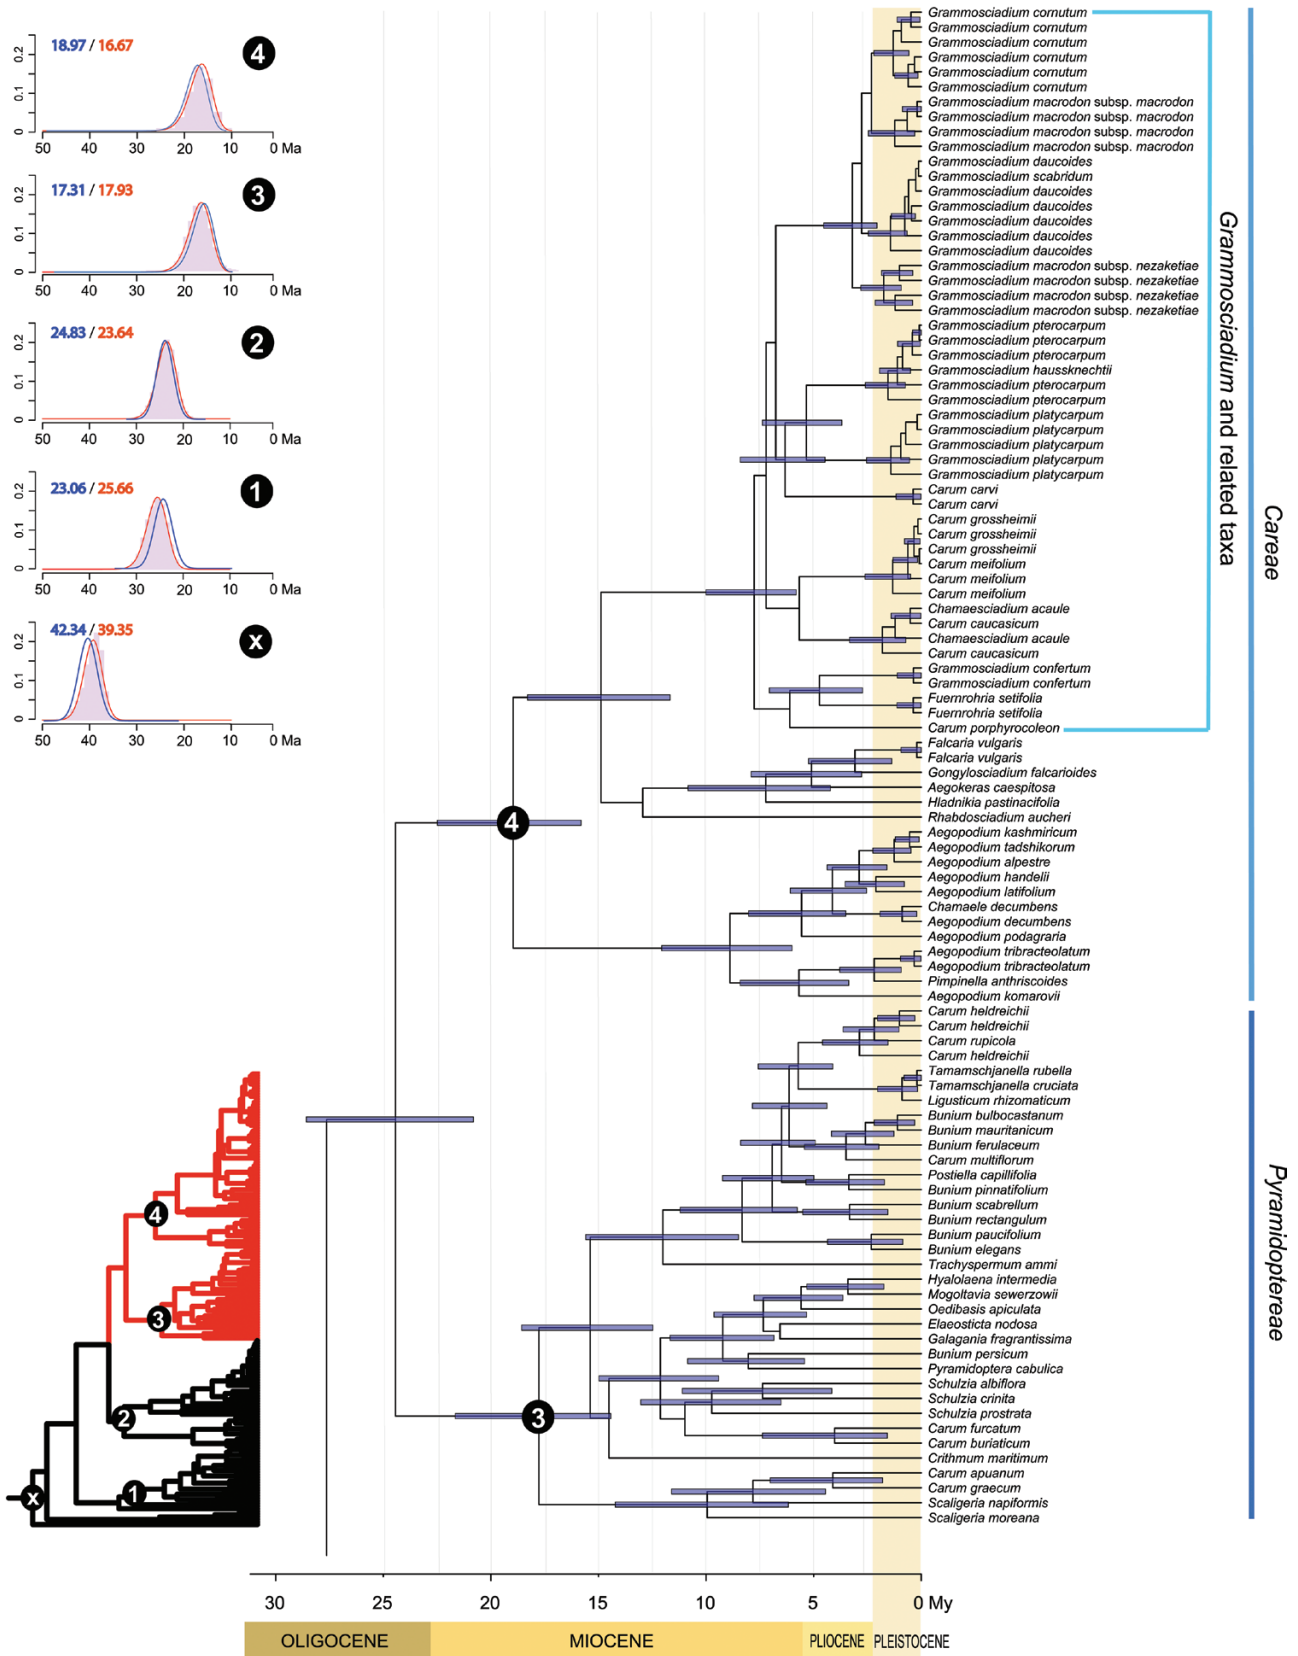 18.97 / 16.67
4
0.2
0.1
0
50 40 30 20 10 0 Ma
17.31 / 17.93
3
0.2
0.1
0
50 40 30 20 10 0 Ma
24.83 / 23.64
2
0.2
0.1
0
50 40 30 20 10 0 Ma
23.06 / 25.66
1
0.2
0.1
0
50 40 30 20 10 0 Ma
42.34 / 39.35
X
0.2
0.1
0
50 40 30 20 10 0 Ma
4
3
2
1
X
4
3
Grammosciadium cornutum
Grammosciadium cornutum
Grammosciadium cornutum
Grammosciadium cornutum
Grammosciadium cornutum
Grammosciadium cornutum
Grammosciadium macrodon subsp. macrodon
Grammosciadium macrodon subsp. macrodon
Grammosciadium macrodon subsp. macrodon
Grammosciadium macrodon subsp. macrodon
Grammosciadium daucoides
Grammosciadium scabridum
Grammosciadium daucoides
Grammosciadium daucoides
Grammosciadium daucoides
Grammosciadium daucoides
Grammosciadium daucoides
Grammosciadium macrodon subsp. nezaketiae
Grammosciadium macrodon subsp. nezaketiae
Grammosciadium macrodon subsp. nezaketiae
Grammosciadium macrodon subsp. nezaketiae
Grammosciadium pterocarpum
Grammosciadium pterocarpum
Grammosciadium pterocarpum
Grammosciadium haussknechtii
Grammosciadium pterocarpum
Grammosciadium pterocarpum
Grammosciadium platycarpum
Grammosciadium platycarpum
Grammosciadium platycarpum
Grammosciadium platycarpum
Grammosciadium platycarpum
Carum carvi
Carum carvi
Carum grossheimii
Carum grossheimii
Carum grossheimii
Carum meifolium
Carum meifolium
Carum meifolium
Chamaesciadium acaule
Carum caucasicum
Chamaesciadium acaule
Carum caucasicum
Grammosciadium confertum
Grammosciadium confertum
Fuernrohria setifolia
Fuernrohria setifolia
Carum porphyrocoleon
Falcaria vulgaris
Falcaria vulgaris
Gongylosciadium falcarioides
Aegokeras caespitosa
Hladnikia pastinacifolia
Rhabdosciadium aucheri
Aegopodium kashmiricum
Aegopodium tadshikorum
Aegopodium alpestre
Aegopodium handelii
Aegopodium latifolium
Chamaele decumbens
Aegopodium decumbens
Aegopodium podagraria
Aegopodium tribracteolatum
Aegopodium tribracteolatum
Pimpinella anthriscoides
Aegopodium komarovii
Carum heldreichii
Carum heldreichii
Carum rupicola
Carum heldreichii
Tamamschjanella rubella
Tamamschjanella cruciata
Ligusticum rhizomaticum
Bunium bulbocastanum
Bunium mauritanicum
Bunium ferulaceum
Carum multiflorum
Postiella capillifolia
Bunium pinnatifolium
Bunium scabrellum
Bunium rectangulum
Bunium paucifolium
Bunium elegans
Trachyspermum ammi
Hyalolaena intermedia
Mogoltavia sewerzowii
Oedibasis apiculata
Elaeosticta nodosa
Galagania fragrantissima
Bunium persicum
Pyramidoptera cabulica
Schulzia albiflora
Schulzia crinita
Schulzia prostrata
Carum furcatum
Carum buriaticum
Crithmum maritimum
Carum apuanum
Carum graecum
Scaligeria napiformis
Scaligeria moreana
Grammosciadium and related taxa
Careae
Pyramidoptereae
30 25 20 15 10 5 0 My
OLIGOCENE MIOCENE PLIOCENE PLEISTOCENE